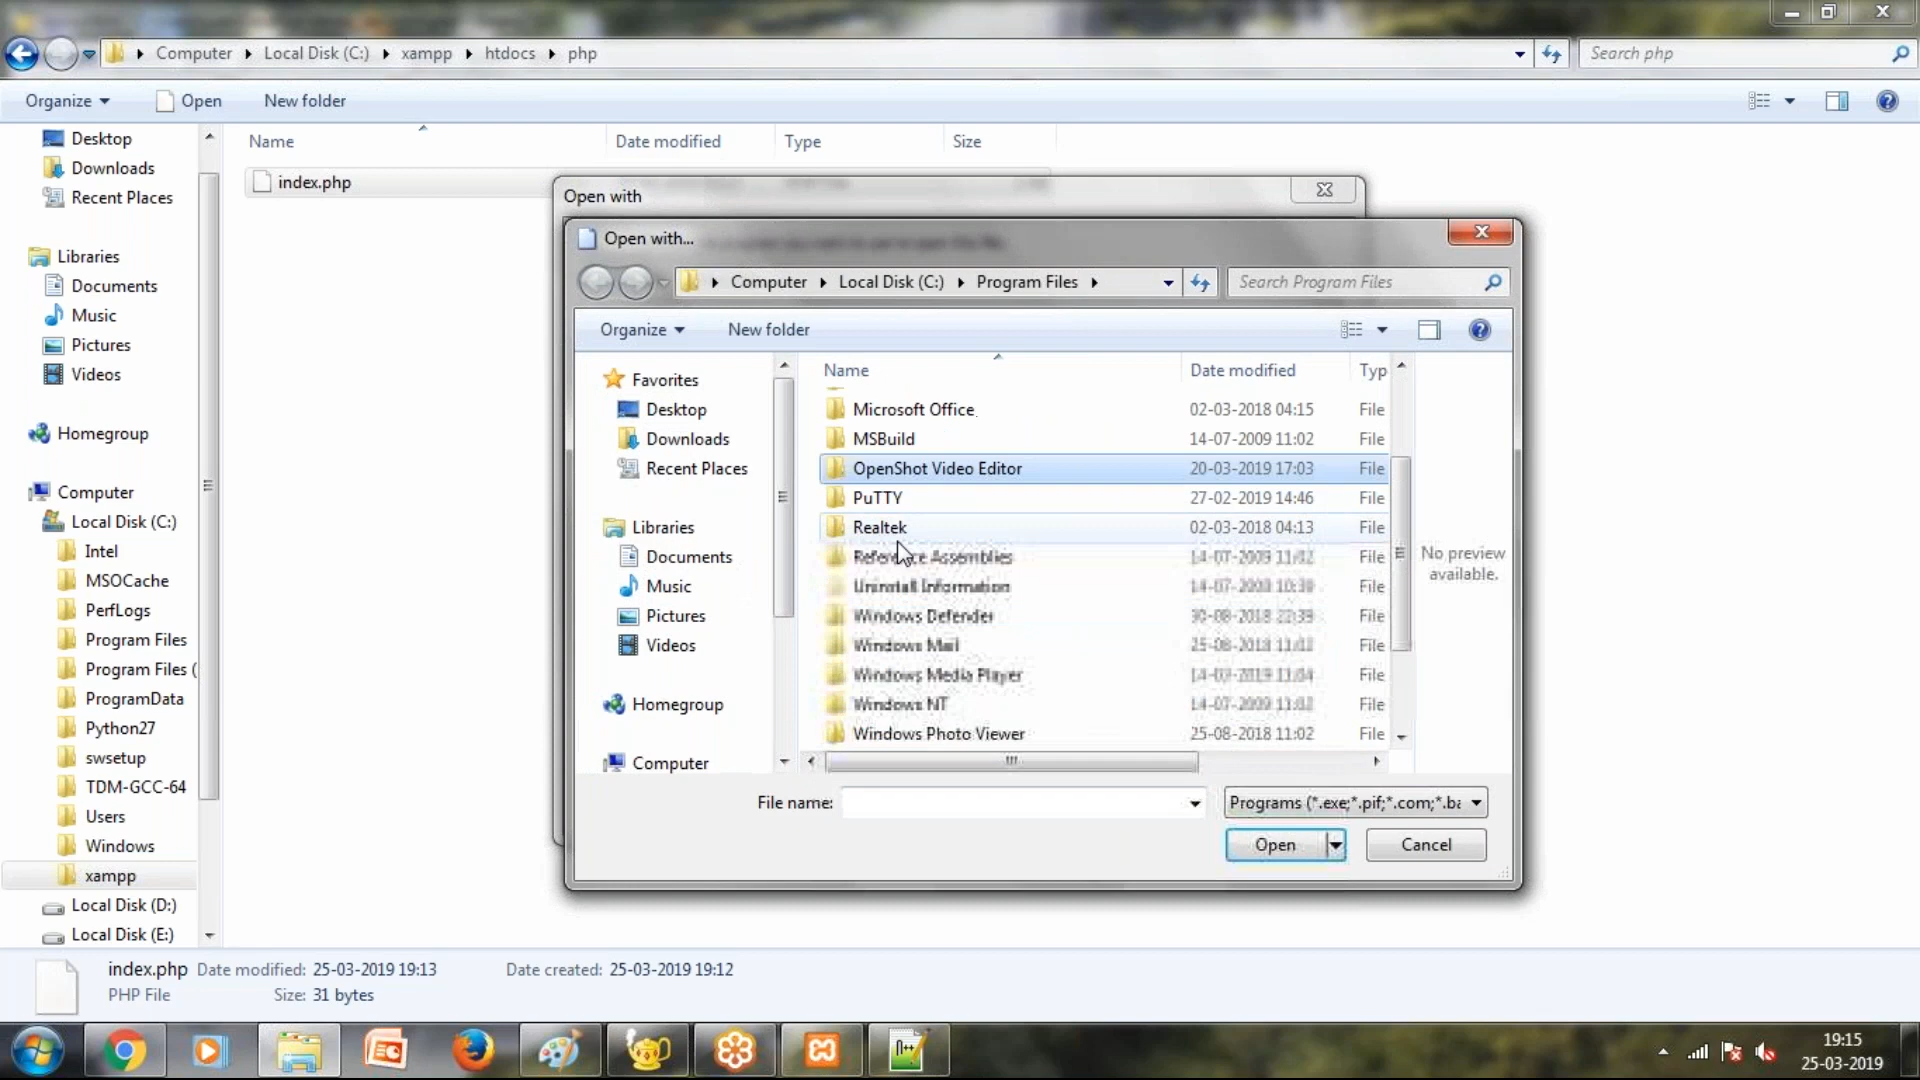 Computer Local Disk (C:) xampp htdocs php
Search php
Organize Open New folder
Name Date modified Type Size
index.php
Desktop
Downloads
Recent Places
Libraries
Documents
Music
Pictures
Videos
Homegroup
Computer
Local Disk (C:)
Intel
MSOCache
PerfLogs
Program Files
Program Files (
ProgramData
Python27
swsetup
TDM-GCC-64
Users
Windows
xampp
Local Disk (D:)
Local Disk (E:)
Open with
Open with...
Computer Local Disk (C:) Program Files
Search Program Files
Organize New folder
Favorites
Desktop
Downloads
Recent Places
Libraries
Documents
Music
Pictures
Videos
Homegroup
Computer
Name Date modified Typ
Microsoft Office 02-03-2018 04:15 File
MSBuild 14-07-2009 11:02 File
OpenShot Video Editor 20-03-2019 17:03 File
PuTTY 27-02-2019 14:46 File
Realtek 02-03-2018 04:13 File
Reference Assemblies File
Uninstall Information File
Windows Defender File
Windows Mail File
Windows Media Player File
Windows NT File
Windows Photo Viewer 25-08-2018 11:02 File
No preview
available.
File name: Programs (*.exe;*.pif;*.com;*.ba
Open Cancel
index.php Date modified: 25-03-2019 19:13 Date created: 25-03-2019 19:12
PHP File Size: 31 bytes
19:15
25-03-2019